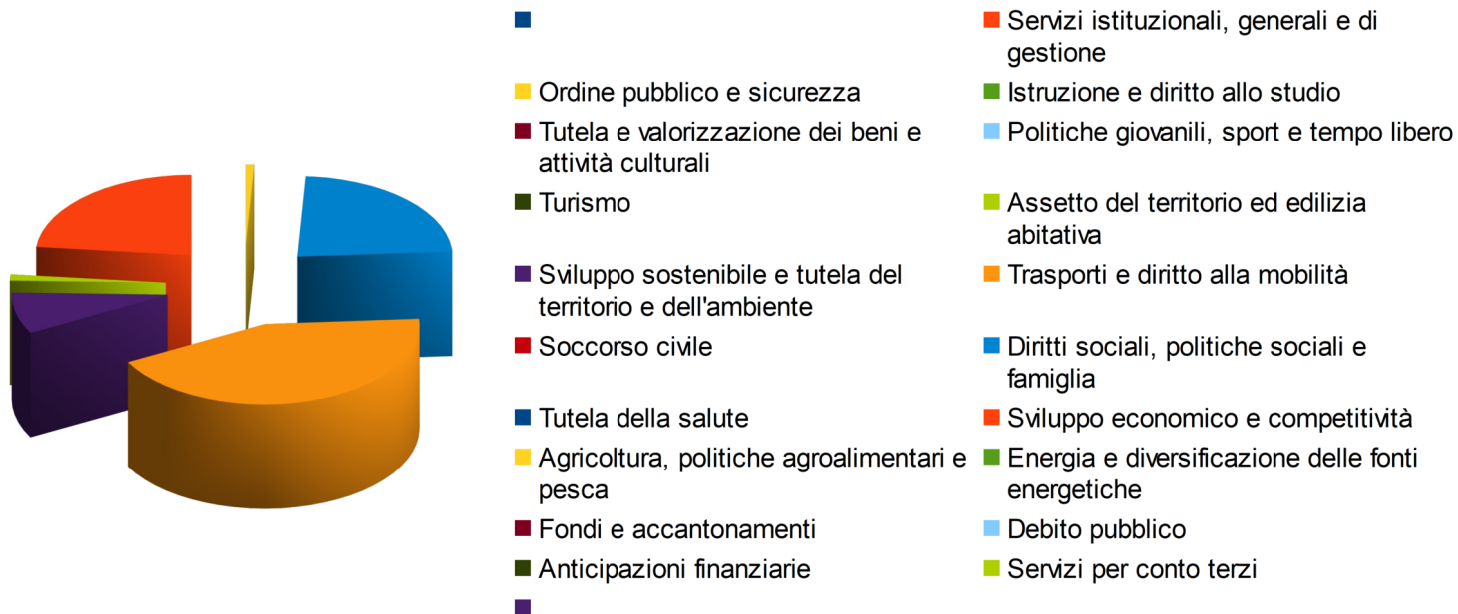 Servizi istituzionali, generali e di
gestione
Ordine pubblico e sicurezza
Istruzione e diritto allo studio
Tutela e valorizzazione dei beni e
attività culturali
Politiche giovanili, sport e tempo libero
Turismo
Assetto del territorio ed edilizia
abitativa
Sviluppo sostenibile e tutela del
territorio e dell'ambiente
Trasporti e diritto alla mobilità
Soccorso civile
Diritti sociali, politiche sociali e
famiglia
Tutela della salute
Sviluppo economico e competitività
Agricoltura, politiche agroalimentari e
pesca
Energia e diversificazione delle fonti
energetiche
Fondi e accantonamenti
Debito pubblico
Anticipazioni finanziarie
Servizi per conto terzi